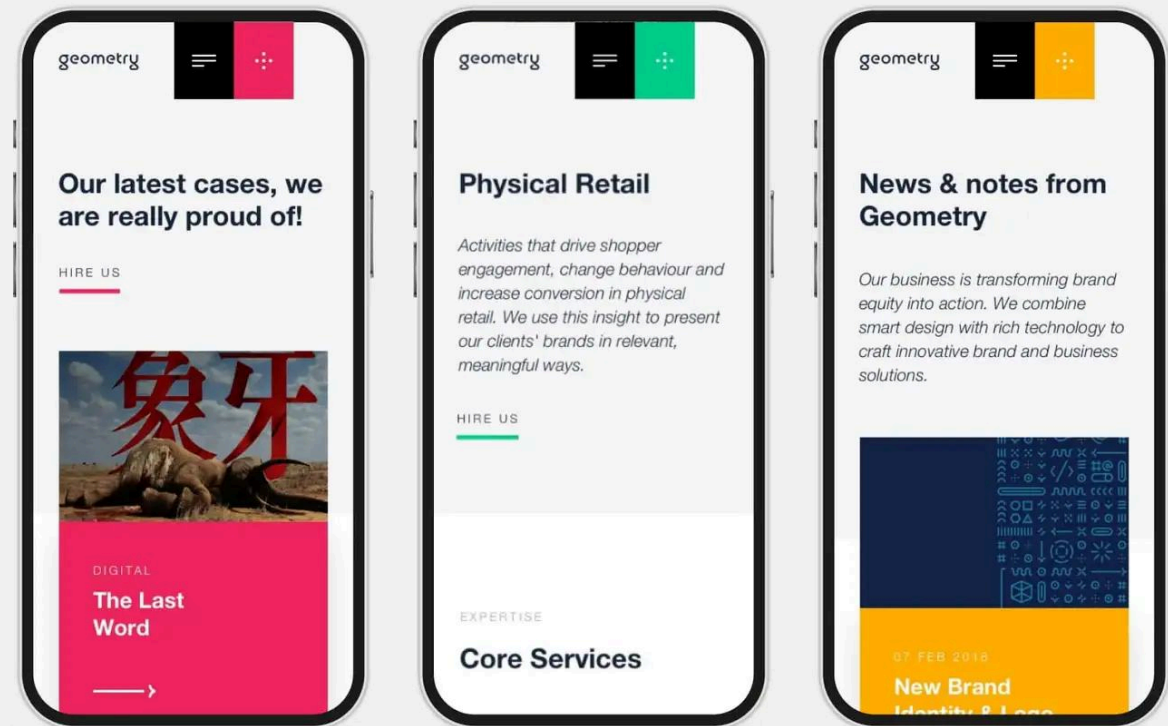 geometry
Our latest cases, we
are really proud of!
HIRE US
象牙
DIGITAL
The Last
Word
geometry
Physical Retail
Activities that drive shopper
engagement, change behaviour and
increase conversion in physical
retail. We use this insight to present
our clients' brands in relevant,
meaningful ways.
HIRE US
EXPERTISE
Core Services
geometry
News & notes from
Geometry
Our business is transforming brand
equity into action. We combine
smart design with rich technology to
craft innovative brand and business
solutions.
07 FEB 2018
New Brand
Identity & Logo